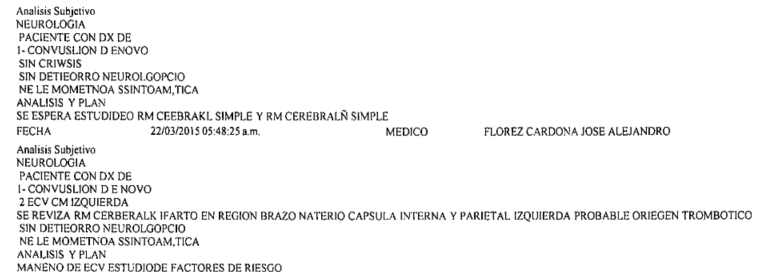 Analisis Subjetivo
NEUROLOGIA
PACIENTE CON DX DE
1- CONVUSLION D ENOVO
SIN CRIWSIS
SIN DETIEORRO NEUROLGOPCIO
NE LE MOMETNOA SSINTOAM,TICA
ANALISIS Y PLAN
SE ESPERA ESTUDIDEO RM CEEBRAKL SIMPLE Y RM CEREBRALÑ SIMPLE
FECHA 22/03/2015 05:48:25 a.m. MEDICO FLOREZ CARDONA JOSE ALEJANDRO
Analisis Subjetivo
NEUROLOGIA
PACIENTE CON DX DE
1- CONVUSLION D E NOVO
2 ECV CM IZQUIERDA
SE REVIZA RM CERBERALK IFARTO EN REGION BRAZO NATERIO CAPSULA INTERNA Y PARIETAL IZQUIERDA PROBABLE ORIEGEN TROMBOTICO
SIN DETIEORRO NEUROLGOPCIO
NE LE MOMETNOA SSINTOAM,TICA
ANALISIS Y PLAN
MANENO DE ECV ESTUDIODE FACTORES DE RIESGO